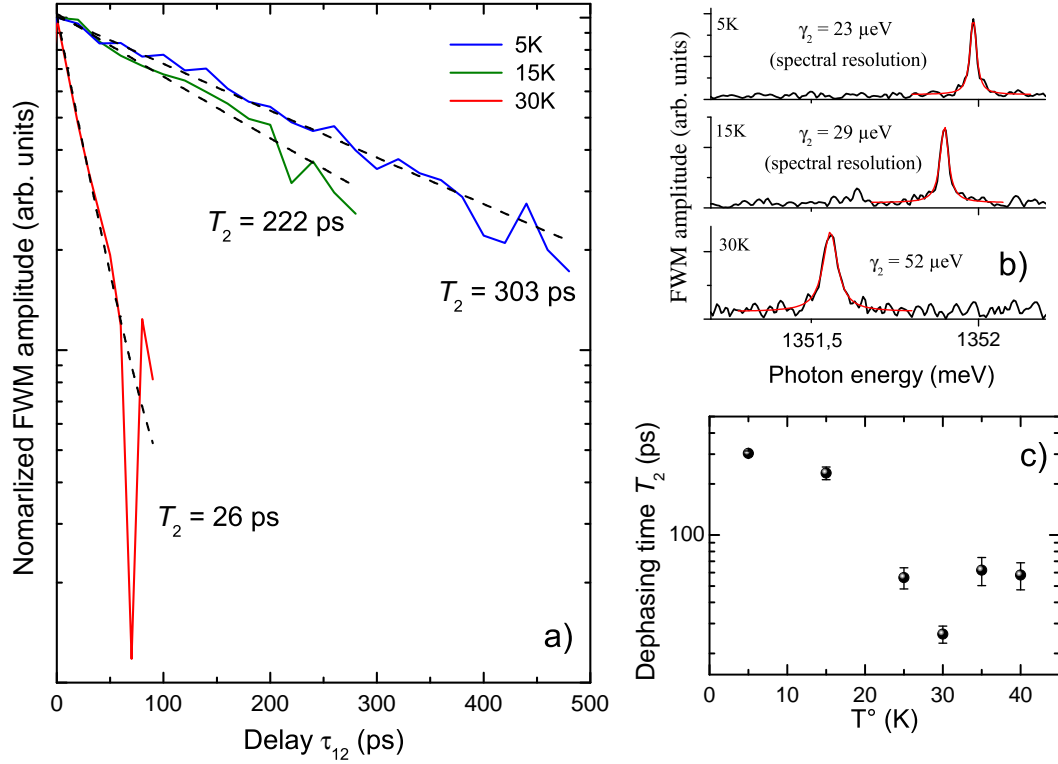 Nomarlized FWM amplitude (arb. units)
5K
15K
30K
T₂ = 222 ps
T₂ = 303 ps
T₂ = 26 ps
a)
0 100 200 300 400 500
Delay τ₁₂ (ps)
FWM amplitude (arb. units)
5K
γ₂ = 23 µeV
(spectral resolution)
15K
γ₂ = 29 µeV
(spectral resolution)
30K
γ₂ = 52 µeV
b)
1351,5 1352
Photon energy (meV)
Dephasing time T₂ (ps)
c)
100
0 10 20 30 40
T° (K)